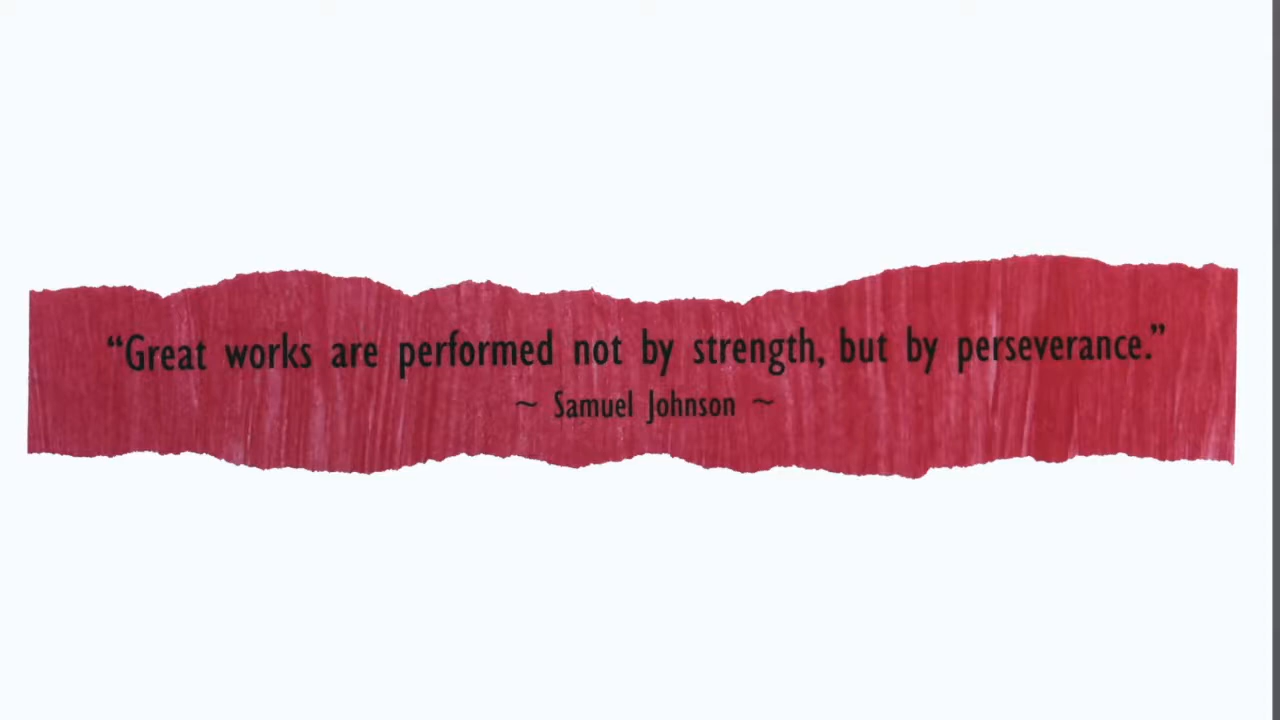 “Great works are performed not by strength, but by perseverance.”
~ Samuel Johnson ~